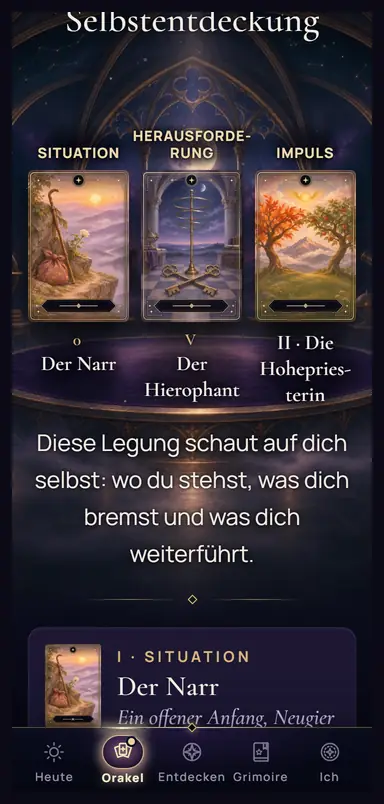 Selbstentdeckung
SITUATION
HERAUSFORDE-
RUNG
IMPULS
0
Der Narr
V
Der
Hierophant
II · Die
Hohepries-
terin
Diese Legung schaut auf dich
selbst: wo du stehst, was dich
bremst und was dich
weiterführt.
I · SITUATION
Der Narr
Ein offener Anfang, Neugier
Heute
Orakel
Entdecken
Grimoire
Ich